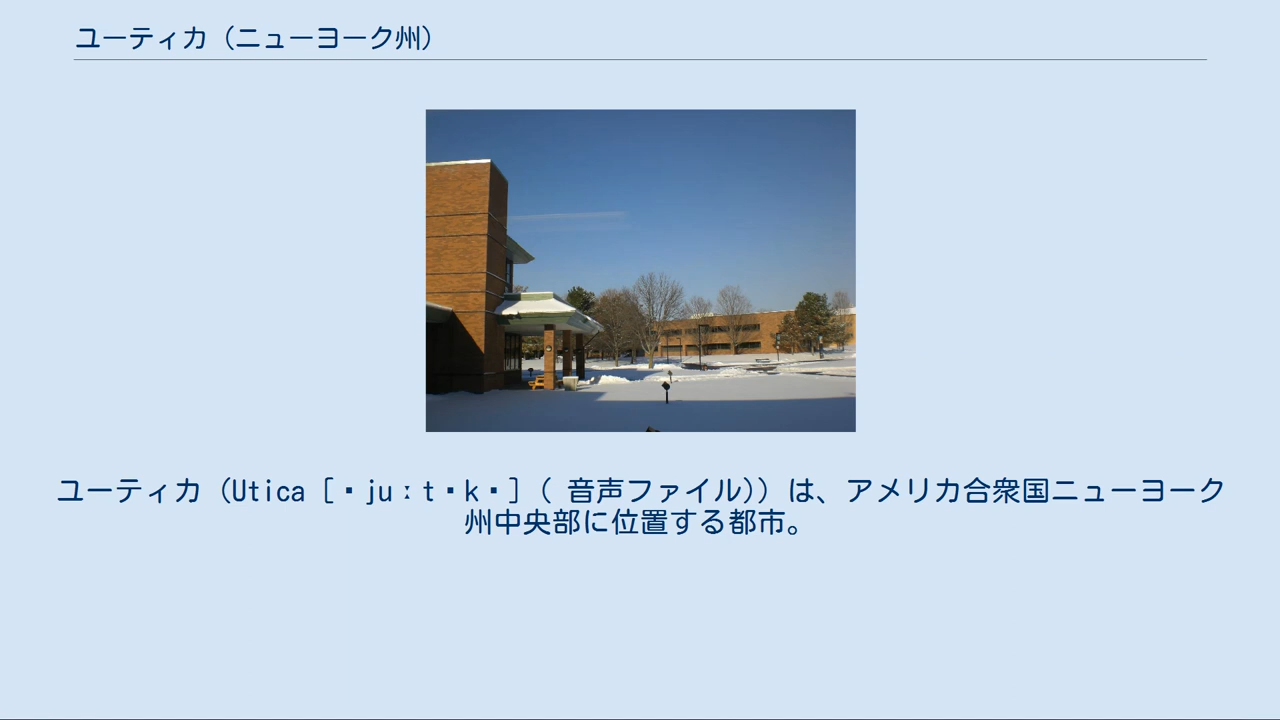 ユーティカ（ニューヨーク州）
ユーティカ（Utica [▪juːt▪k▪]( 音声ファイル)）は、アメリカ合衆国ニューヨーク
州中央部に位置する都市。